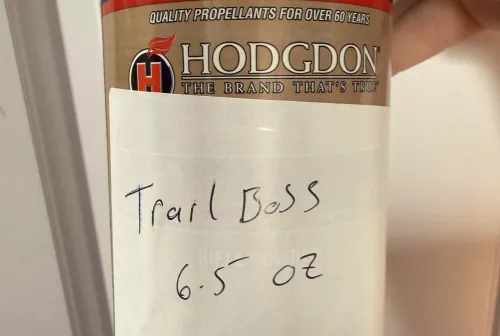 QUALITY PROPELLANTS FOR OVER 60 YEARS
H HODGDON
THE BRAND THAT'S TRUE
Trail Boss
6.5 oz